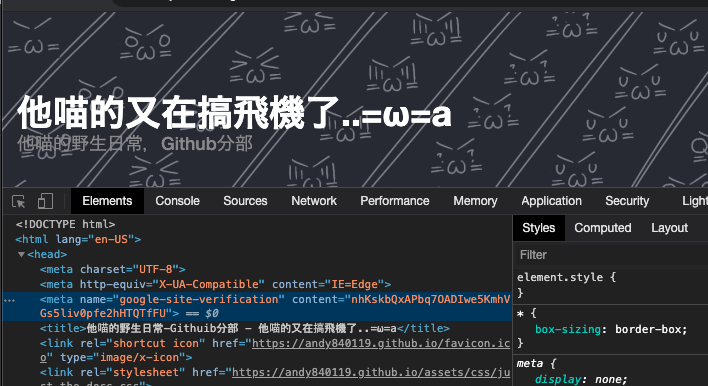 =ω=
他喵的又在搞飛機了..=ω=a
他喵的野生日常，Github分部
Elements Console Sources Network Performance Memory Application Security Light
<!DOCTYPE html>
<html lang="en-US">
▼<head>
<meta charset="UTF-8">
<meta http-equiv="X-UA-Compatible" content="IE=Edge">
<meta name="google-site-verification" content="nhKskbQxAPbq7OADIwe5KmhV
Gs5liv0pfe2hHTQTfFU"> == $0
<title>他喵的野生日常-Githuib分部 - 他喵的又在搞飛機了..=ω=a</title>
<link rel="shortcut icon" href="https://andy840119.github.io/favicon.ic
o" type="image/x-icon">
<link rel="stylesheet" href="https://andy840119.github.io/assets/css/ju
st-the-docs.css">
Styles Computed Layout
Filter
element.style {
}
* {
box-sizing: border-box;
}
meta {
display: none;